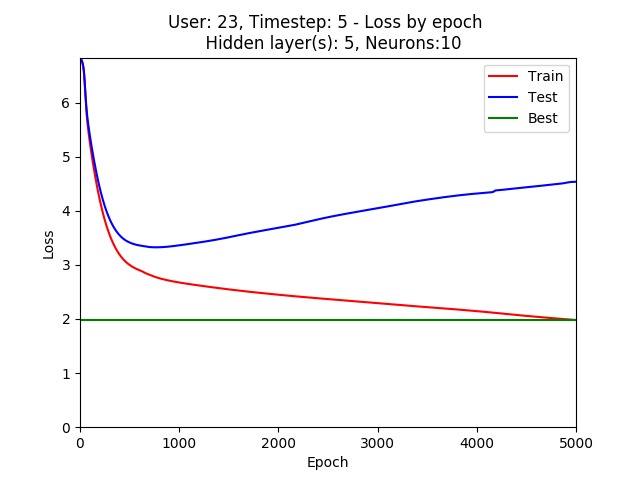 User: 23, Timestep: 5 - Loss by epoch
Hidden layer(s): 5, Neurons:10
Train
Test
Best
6
5
4
3
2
1
0
Loss
0 1000 2000 3000 4000 5000
Epoch